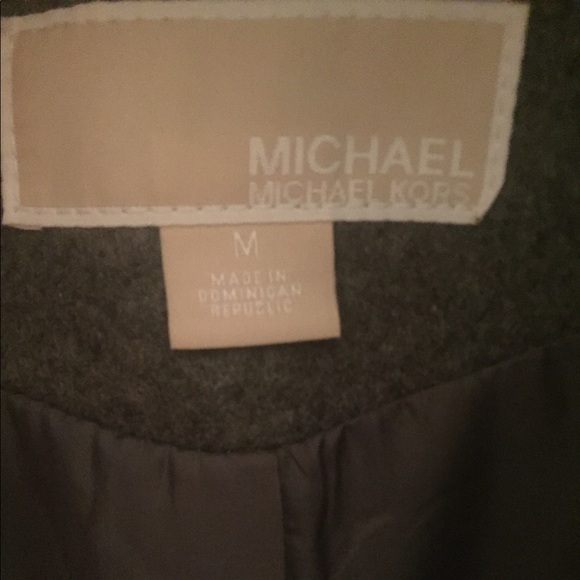 MICHAEL
MICHAEL KORS
M
MADE IN
DOMINICAN
REPUBLIC